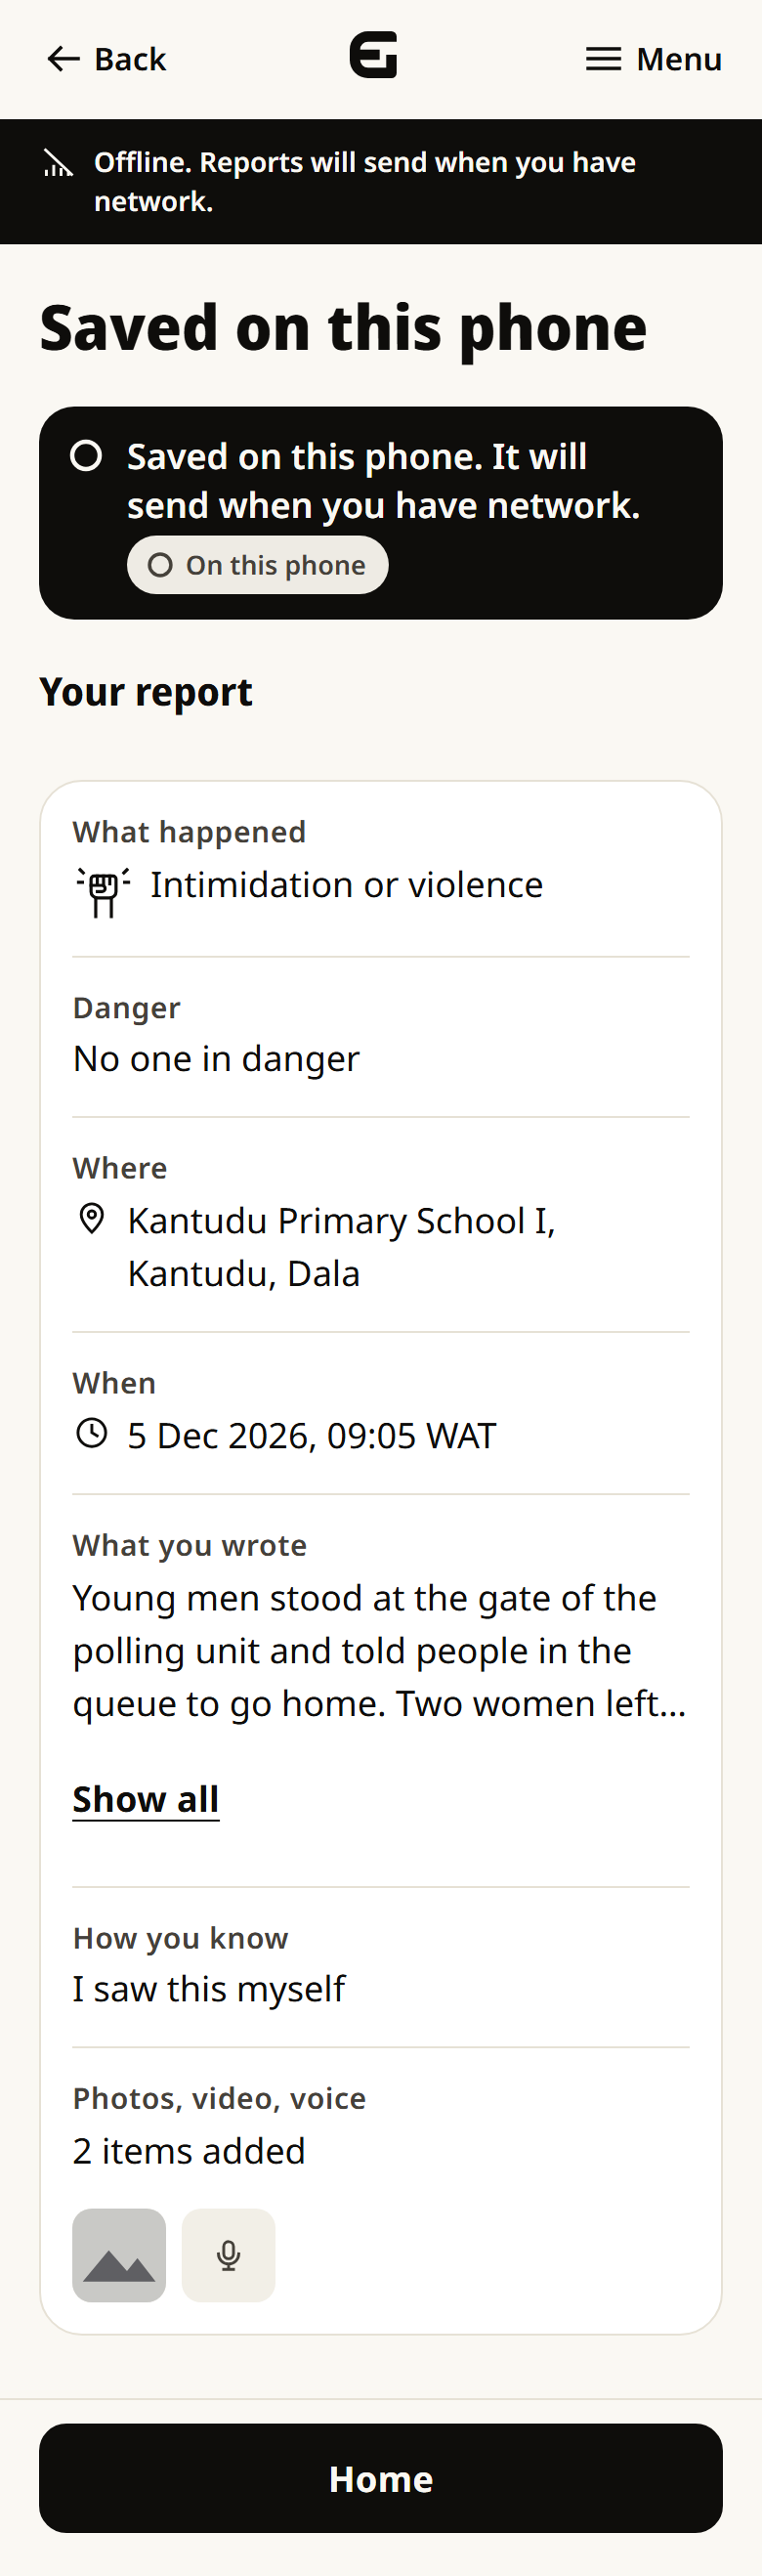 Back
Menu
Offline. Reports will send when you have
network.
Saved on this phone
Saved on this phone. It will
send when you have network.
On this phone
Your report
What happened
Intimidation or violence
Danger
No one in danger
Where
Kantudu Primary School I,
Kantudu, Dala
When
5 Dec 2026, 09:05 WAT
What you wrote
Young men stood at the gate of the
polling unit and told people in the
queue to go home. Two women left...
Show all
How you know
I saw this myself
Photos, video, voice
2 items added
Home